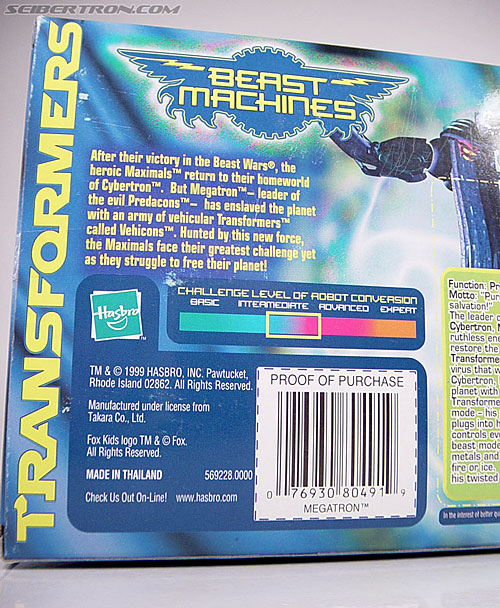 SEIBERTRON.COM
TRANSFORMERS
BEAST
MACHINES
After their victory in the Beast Wars®, the
heroic Maximals™ return to their homeworld
of Cybertron™. But Megatron™– leader of
the evil Predacons™– has enslaved the planet
with an army of vehicular Transformers™
called Vehicons™. Hunted by this new force,
the Maximals face their greatest challenge yet
as they struggle to free their planet!
Hasbro
CHALLENGE LEVEL OF ROBOT CONVERSION
BASIC INTERMEDIATE ADVANCED EXPERT
TM & © 1999 HASBRO, INC. Pawtucket,
Rhode Island 02862. All Rights Reserved.
Manufactured under license from
Takara Co., Ltd.
Fox Kids logo TM & © Fox.
All Rights Reserved.
MADE IN THAILAND 569228.0000
Check Us Out On-Line! www.hasbro.com
PROOF OF PURCHASE
0 76930 80491 9
MEGATRON™
Function: Pr
Motto: "Pur
salvation!"
The leader o
Cybertron,
ruthless ene
restore the
Transforme
virus that w
Cybertron,
planet with
Transforme
mode – his
plugs into h
controls eve
beast mode
metals and
fire or ice.
his twisted
In the interest of better qu